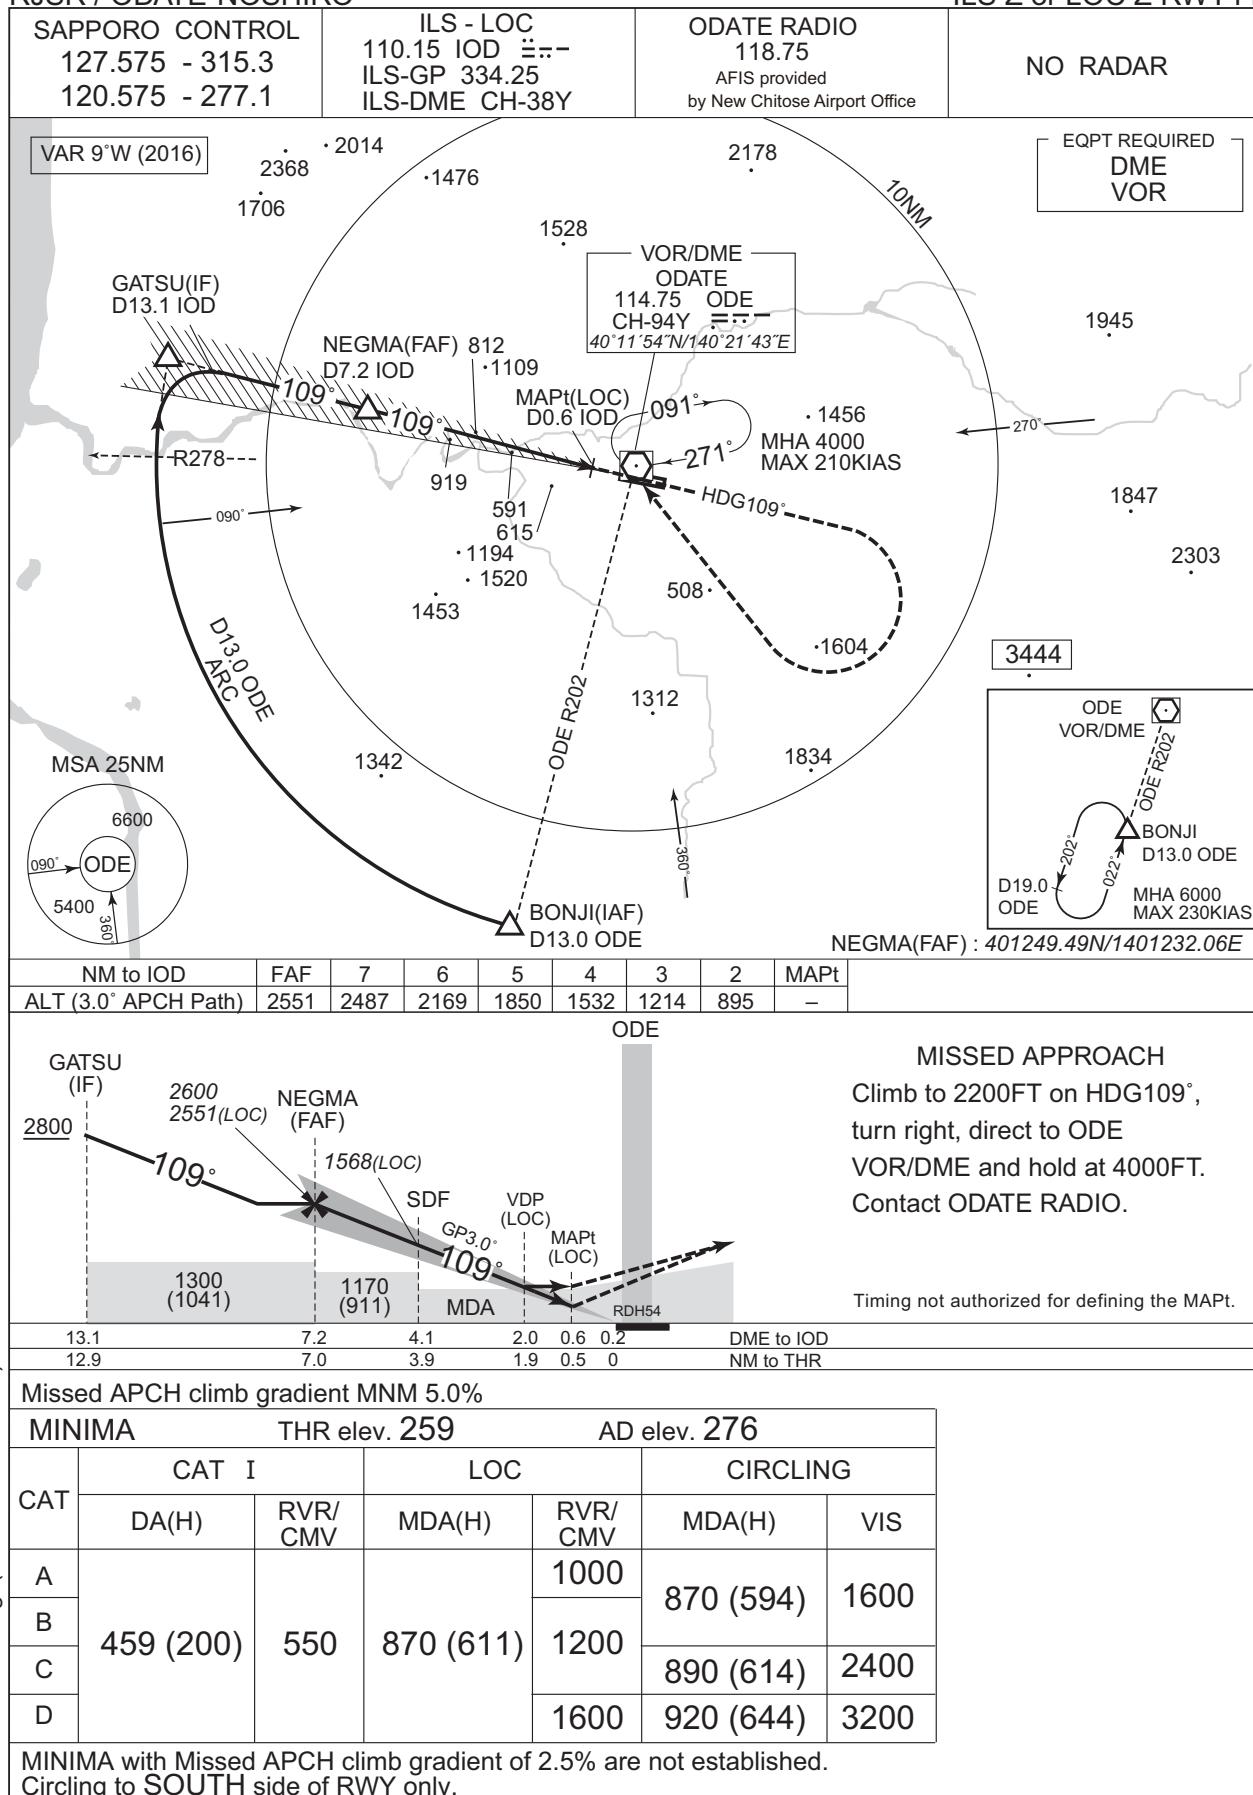 RJSR / ODATE-NOSHIRO
ILS Z or LOC Z RWY11
SAPPORO CONTROL
127.575 - 315.3
120.575 - 277.1
ILS - LOC
110.15 IOD
ILS-GP 334.25
ILS-DME CH-38Y
ODATE RADIO
118.75
AFIS provided
by New Chitose Airport Office
NO RADAR
VAR 9°W (2016)
EQPT REQUIRED
DME
VOR
2014
2368
1706
1476
2178
10NM
1528
VOR/DME
ODATE
114.75 ODE
CH-94Y
40°11´54˝N/140°21´43˝E
GATSU(IF)
D13.1 IOD
1945
NEGMA(FAF)
D7.2 IOD
812
1109
109°
109°
MAPt(LOC)
D0.6 IOD
091°
271°
1456
MHA 4000
MAX 210KIAS
270°
R278
919
591
615
HDG109°
1847
090°
1194
1520
1453
508
2303
D13.0 ODE
ARC
1604
3444
ODE R202
1312
1342
1834
MSA 25NM
6600
090°
ODE
5400
360°
360°
ODE
VOR/DME
ODE R202
BONJI
D13.0 ODE
202°
022°
D19.0
ODE
MHA 6000
MAX 230KIAS
BONJI(IAF)
D13.0 ODE
NEGMA(FAF) : 401249.49N/1401232.06E
NM to IOD FAF 7 6 5 4 3 2 MAPt
ALT (3.0° APCH Path) 2551 2487 2169 1850 1532 1214 895 –
ODE
GATSU
(IF)
2800
109°
2600
2551(LOC)
NEGMA
(FAF)
1568(LOC)
SDF
GP3.0°
109°
VDP
(LOC)
MAPt
(LOC)
1300
(1041)
1170
(911)
MDA
RDH54
MISSED APPROACH
Climb to 2200FT on HDG109°,
turn right, direct to ODE
VOR/DME and hold at 4000FT.
Contact ODATE RADIO.
Timing not authorized for defining the MAPt.
13.1 7.2 4.1 2.0 0.6 0.2 DME to IOD
12.9 7.0 3.9 1.9 0.5 0 NM to THR
Missed APCH climb gradient MNM 5.0%
MINIMA THR elev. 259 AD elev. 276
CAT
CAT I LOC CIRCLING
DA(H) RVR/CMV MDA(H) RVR/CMV MDA(H) VIS
A
B
C
D
459 (200)
550
870 (611)
1000
1200
1600
870 (594) 1600
890 (614) 2400
920 (644) 3200
MINIMA with Missed APCH climb gradient of 2.5% are not established.
Circling to SOUTH side of RWY only.